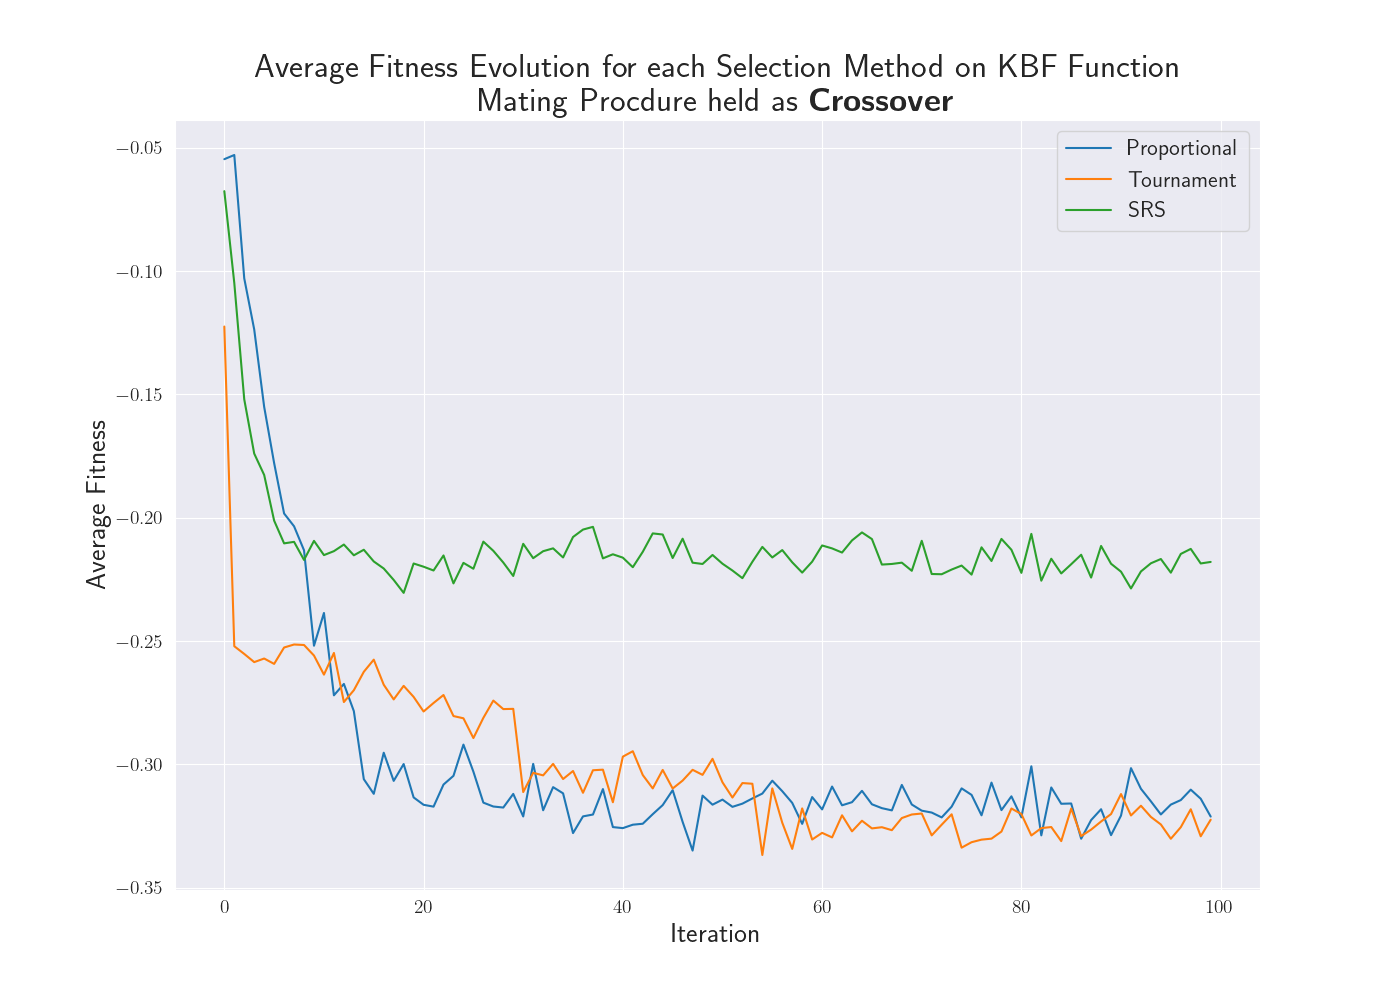 Average Fitness Evolution for each Selection Method on KBF Function
Mating Procdure held as Crossover
Proportional
Tournament
SRS
Average Fitness
−0.05
−0.10
−0.15
−0.20
−0.25
−0.30
−0.35
0 20 40 60 80 100
Iteration